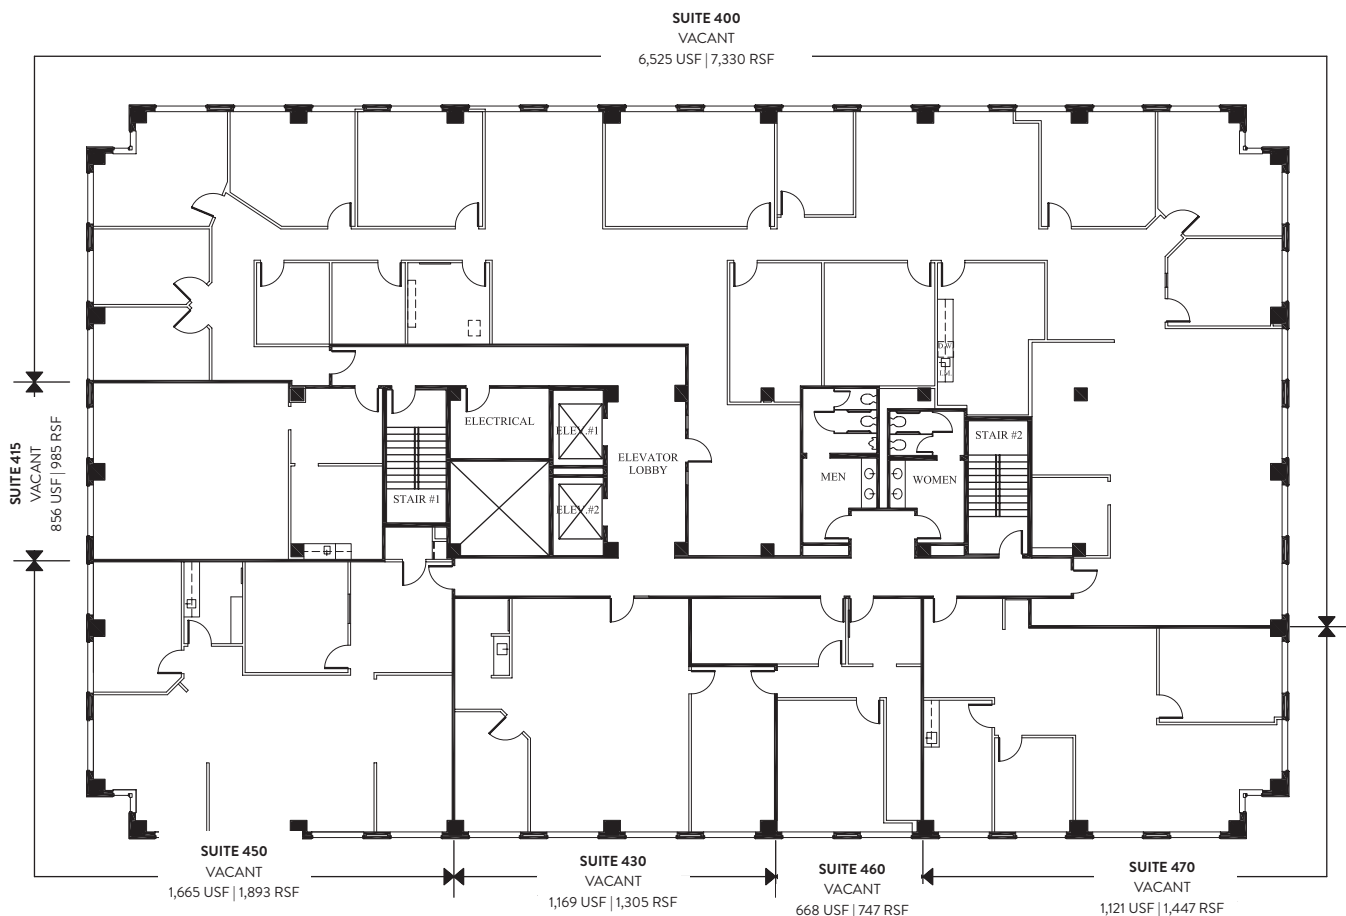 SUITE 400
VACANT
6,525 USF | 7,330 RSF
D.W.
ELECTRICAL
ELEV.#1
ELEVATOR
LOBBY
STAIR #2
SUITE 415
VACANT
856 USF | 985 RSF
MEN
WOMEN
STAIR #1
ELEV.#2
SUITE 450
VACANT
1,665 USF | 1,893 RSF
SUITE 430
VACANT
1,169 USF | 1,305 RSF
SUITE 460
VACANT
668 USF | 747 RSF
SUITE 470
VACANT
1,121 USF | 1,447 RSF